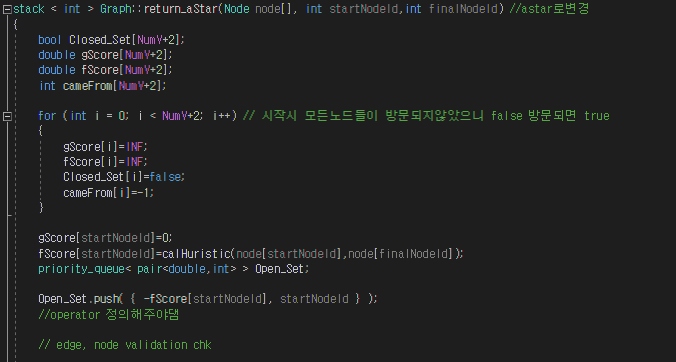 stack < int > Graph::return_aStar(Node node[], int startNodeId,int finalNodeId) //astar로변경
{
bool Closed_Set[NumV+2];
double gScore[NumV+2];
double fScore[NumV+2];
int cameFrom[NumV+2];
for (int i = 0; i < NumV+2; i++) // 시작시 모든노드들이 방문되지않았으니 false 방문되면 true
{
gScore[i]=INF;
fScore[i]=INF;
Closed_Set[i]=false;
cameFrom[i]=-1;
}
gScore[startNodeId]=0;
fScore[startNodeId]=calHuristic(node[startNodeId],node[finalNodeId]);
priority_queue< pair<double,int> > Open_Set;
Open_Set.push( { -fScore[startNodeId], startNodeId } );
//operator 정의해주야댐
// edge, node validation chk